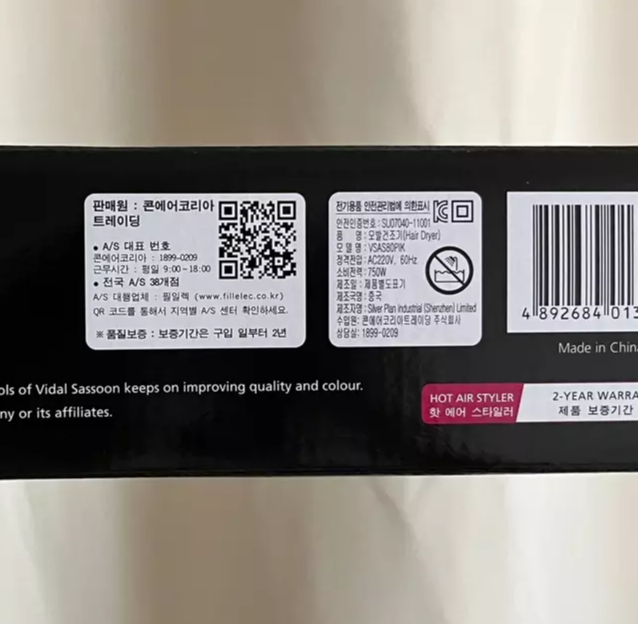 판매원 : 콘에어코리아
트레이딩
• A/S 대표 번호
콘에어코리아 : 1899-0209
근무시간 : 평일 9:00~18:00
• 전국 A/S 38개점
A/S 대행업체 : 필일렉 (www.fillelec.co.kr)
QR 코드를 통해서 지역별 A/S 센터 확인하세요.
※ 품질보증 : 보증기간은 구입 일부터 2년
전기용품 안전관리법에 의한표시
안전인증번호 : SU07040-11001
품 명 : 모발건조기(Hair Dryer)
모 델 명 : VSAS80PIK
정격전압 : AC220V, 60Hz
소비전력 : 750W
제조일 : 제품별도표기
제조국명 : 중국
제조자명 : Silver Plan Industrial (Shenzhen) Limited
수입원: 콘에어코리아트레이딩 주식회사
상담실: 1899-0209
4 892684 013
Made in China
ols of Vidal Sassoon keeps on improving quality and colour.
ny or its affiliates.
HOT AIR STYLER
핫 에어 스타일러
2-YEAR WARRA
제품 보증기간